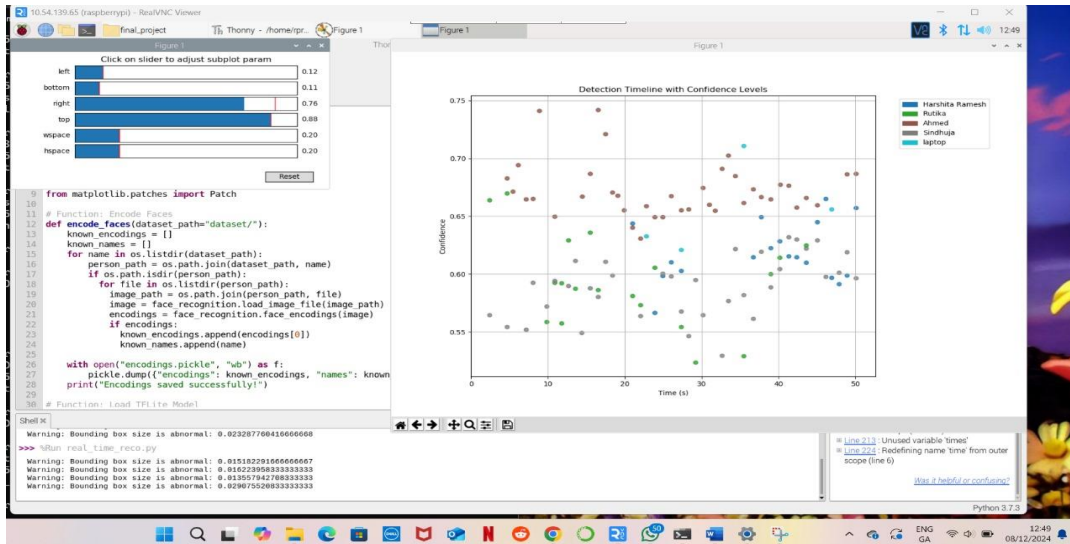 10.54.139.65 (raspberrypi) - RealVNC Viewer
final_project
Thonny - /home/rpr...
Figure 1
Figure 1
12:49
Figure 1
Click on slider to adjust subplot param
left 0.12
bottom 0.11
right 0.76
top 0.88
wspace 0.20
hspace 0.20
Reset
Thon
9 from matplotlib.patches import Patch
10
11 # Function: Encode Faces
12 def encode_faces(dataset_path="dataset/"):
13 known_encodings = []
14 known_names = []
15 for name in os.listdir(dataset_path):
16 person_path = os.path.join(dataset_path, name)
17 if os.path.isdir(person_path):
18 for file in os.listdir(person_path):
19 image_path = os.path.join(person_path, file)
20 image = face_recognition.load_image_file(image_path)
21 encodings = face_recognition.face_encodings(image)
22 if encodings:
23 known_encodings.append(encodings[0])
24 known_names.append(name)
25
26 with open("encodings.pickle", "wb") as f:
27 pickle.dump({"encodings": known_encodings, "names": known
28 print("Encodings saved successfully!")
29
30 # Function: Load TFLite Model
Figure 1
Detection Timeline with Confidence Levels
Harshita Ramesh
Rutika
Ahmed
Sindhuja
laptop
Confidence
0.75
0.70
0.65
0.60
0.55
0 10 20 30 40 50
Time (s)
Shell
Warning: Bounding box size is abnormal: 0.023287760416666668
>>> %Run real_time_reco.py
Warning: Bounding box size is abnormal: 0.015182291666666667
Warning: Bounding box size is abnormal: 0.016223958333333333
Warning: Bounding box size is abnormal: 0.013557942708333333
Warning: Bounding box size is abnormal: 0.029075520833333333
Line 213 : Unused variable 'times'
Line 224 : Redefining name 'time' from outer
scope (line 6)
Was it helpful or confusing?
Python 3.7.3
50
ENG
GA
12:49
08/12/2024